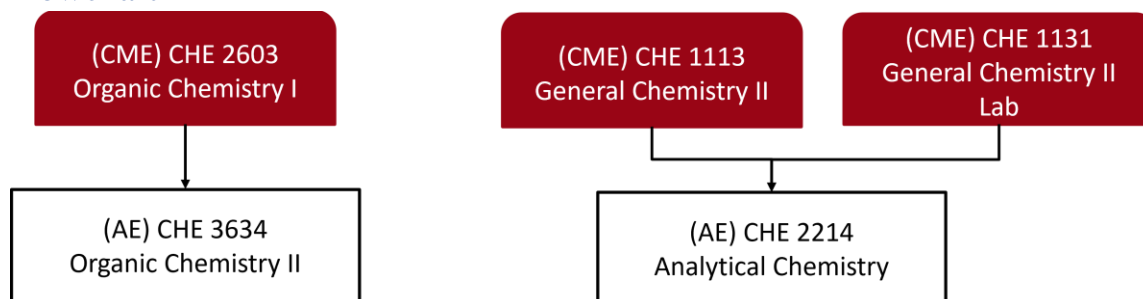 (CME) CHE 2603
Organic Chemistry I
(CME) CHE 1113
General Chemistry II
(CME) CHE 1131
General Chemistry II
Lab
(AE) CHE 3634
Organic Chemistry II
(AE) CHE 2214
Analytical Chemistry